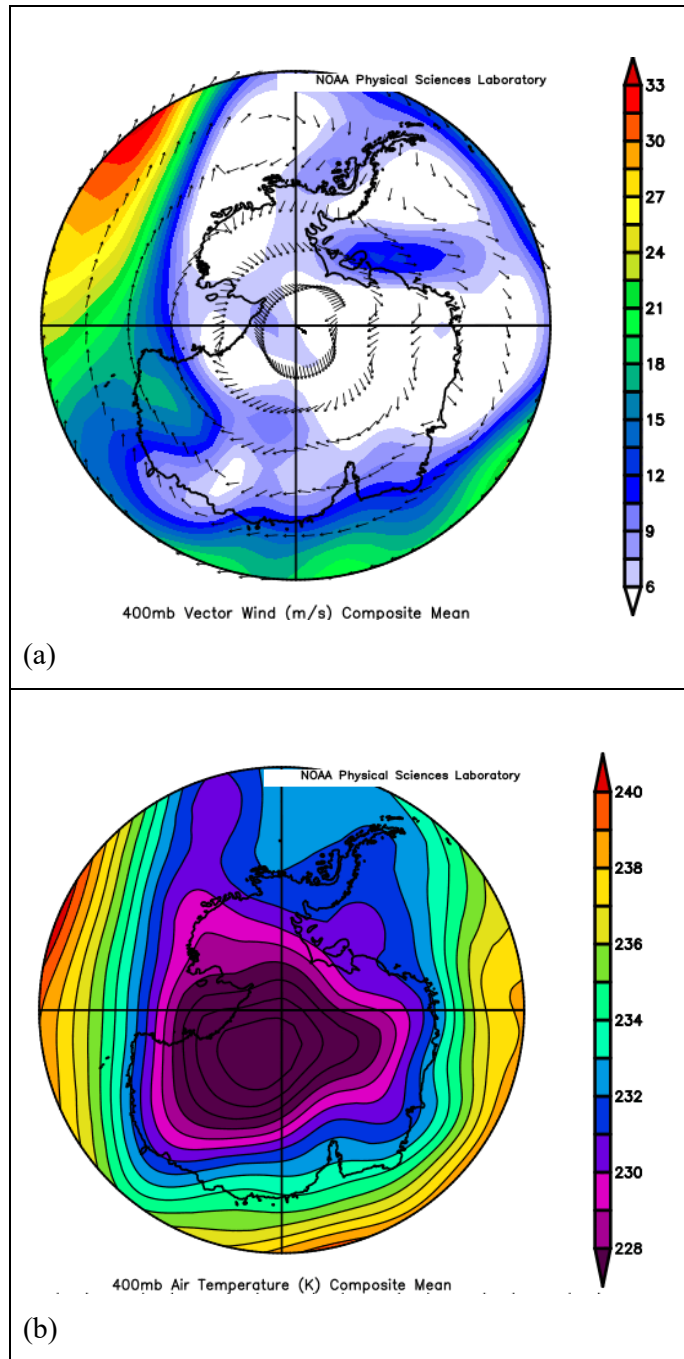 NOAA Physical Sciences Laboratory
33
30
27
24
21
18
15
12
9
6
400mb Vector Wind (m/s) Composite Mean
(a)
NOAA Physical Sciences Laboratory
240
238
236
234
232
230
228
400mb Air Temperature (K) Composite Mean
(b)